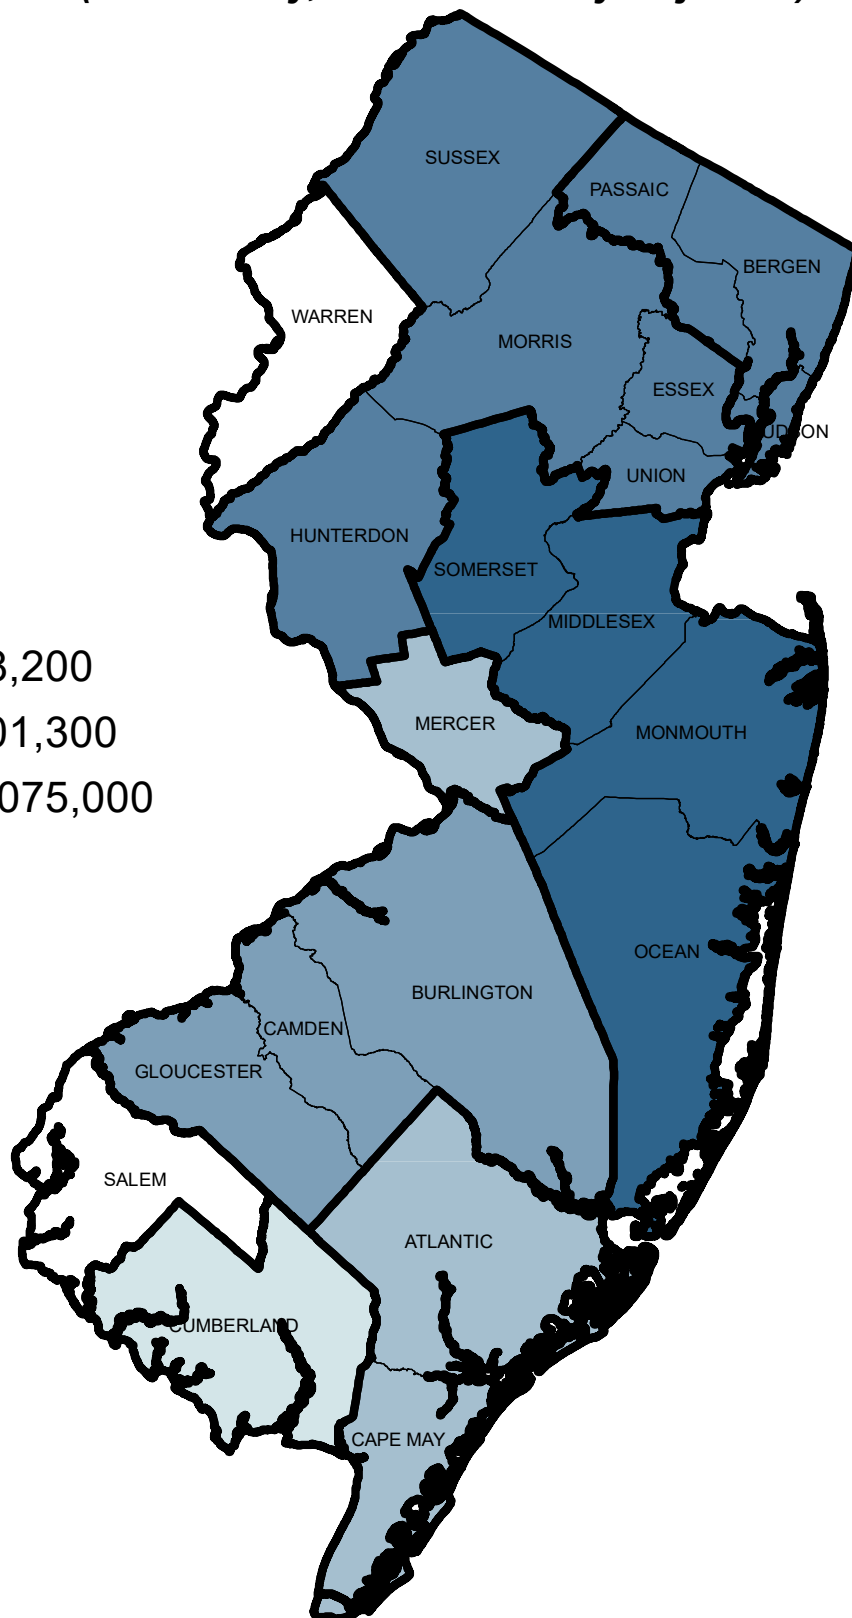 SUSSEX
PASSAIC
BERGEN
WARREN
MORRIS
ESSEX
UNION
HUNTERDON
SOMERSET
MIDDLESEX
3,200
MERCER
MONMOUTH
01,300
075,000
OCEAN
BURLINGTON
CAMDEN
GLOUCESTER
SALEM
ATLANTIC
CUMBERLAND
CAPE MAY